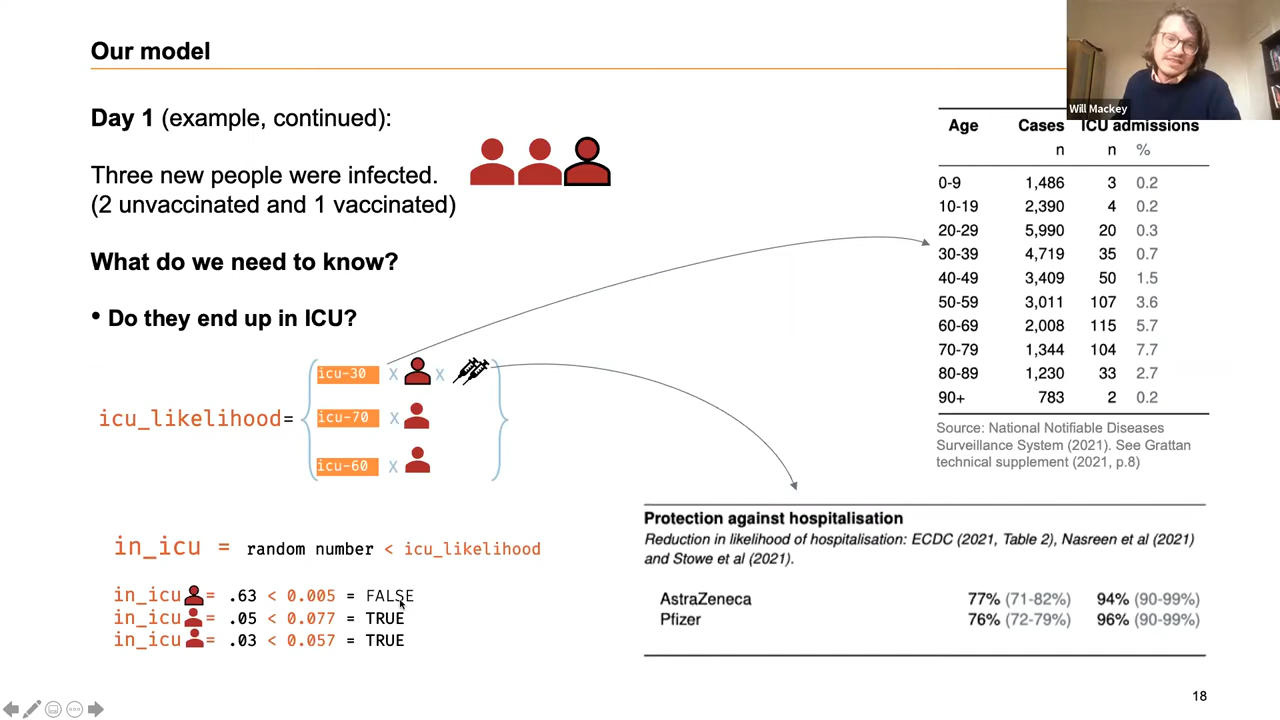 Our model
Day 1 (example, continued):
Three new people were infected.
(2 unvaccinated and 1 vaccinated)
What do we need to know?
• Do they end up in ICU?
icu_likelihood=
icu-30 X X
icu-70 X
icu-60 X
in_icu = random number < icu_likelihood
in_icu = .63 < 0.005 = FALSE
in_icu = .05 < 0.077 = TRUE
in_icu = .03 < 0.057 = TRUE
Will Mackey
Age Cases ICU admissions
n n %
0-9 1,486 3 0.2
10-19 2,390 4 0.2
20-29 5,990 20 0.3
30-39 4,719 35 0.7
40-49 3,409 50 1.5
50-59 3,011 107 3.6
60-69 2,008 115 5.7
70-79 1,344 104 7.7
80-89 1,230 33 2.7
90+ 783 2 0.2
Source: National Notifiable Diseases
Surveillance System (2021). See Grattan
technical supplement (2021, p.8)
Protection against hospitalisation
Reduction in likelihood of hospitalisation: ECDC (2021, Table 2), Nasreen et al (2021)
and Stowe et al (2021).
AstraZeneca 77% (71-82%) 94% (90-99%)
Pfizer 76% (72-79%) 96% (90-99%)
18